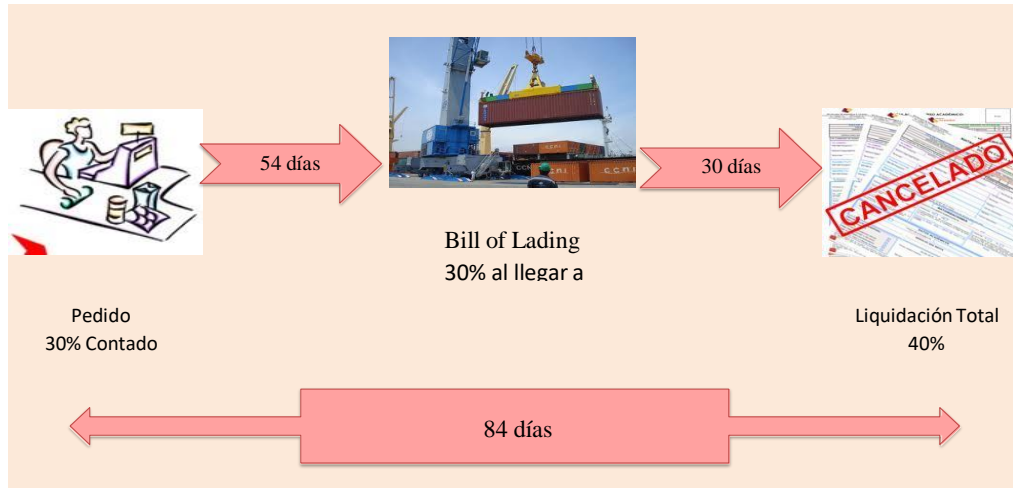 54 días
30 días
CANCELADO
Bill of Lading
30% al llegar a
Pedido
30% Contado
Liquidación Total
40%
84 días